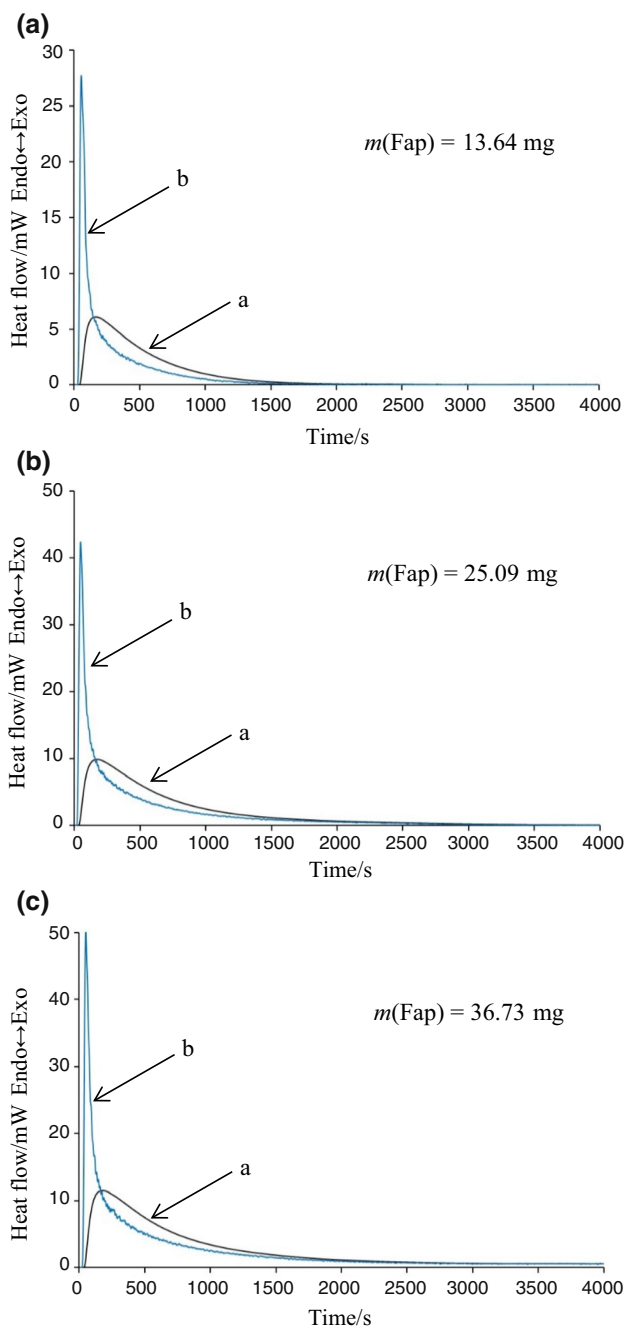 (a)
30
25
20
15
10
5
0
Heat flow/mW Endo↔Exo
m(Fap) = 13.64 mg
b
a
0 500 1000 1500 2000 2500 3000 3500 4000
Time/s
(b)
50
40
30
20
10
0
Heat flow/mW Endo↔Exo
m(Fap) = 25.09 mg
b
a
0 500 1000 1500 2000 2500 3000 3500 4000
Time/s
(c)
50
50
30
20
10
0
Heat flow/mW Endo↔Exo
m(Fap) = 36.73 mg
b
a
0 500 1000 1500 2000 2500 3000 3500 4000
Time/s